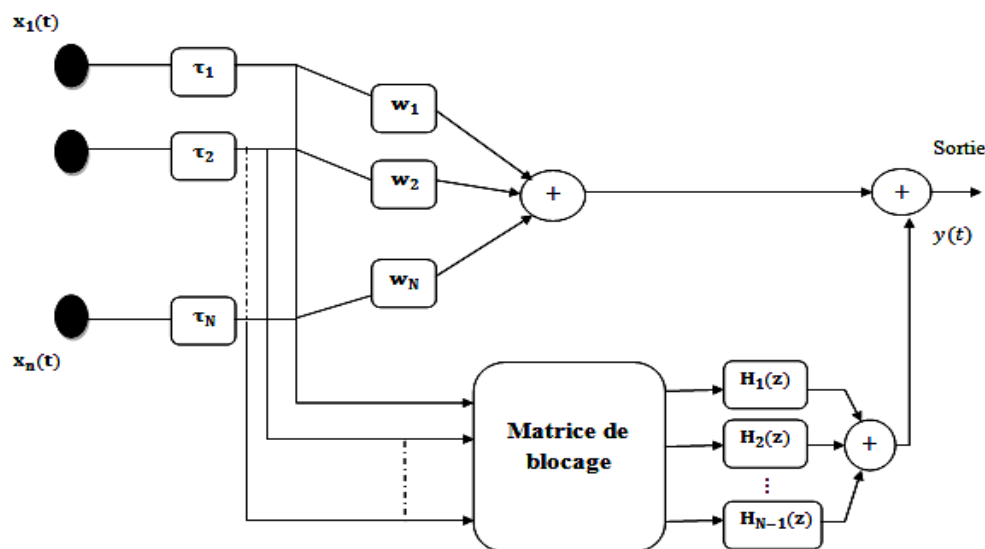 x₁(t)
τ₁
w₁
τ₂
w₂
+
+
Sortie
y(t)
w_N
τ_N
x_n(t)
Matrice de
blocage
H₁(z)
H₂(z)
+
⋮
H_{N−1}(z)